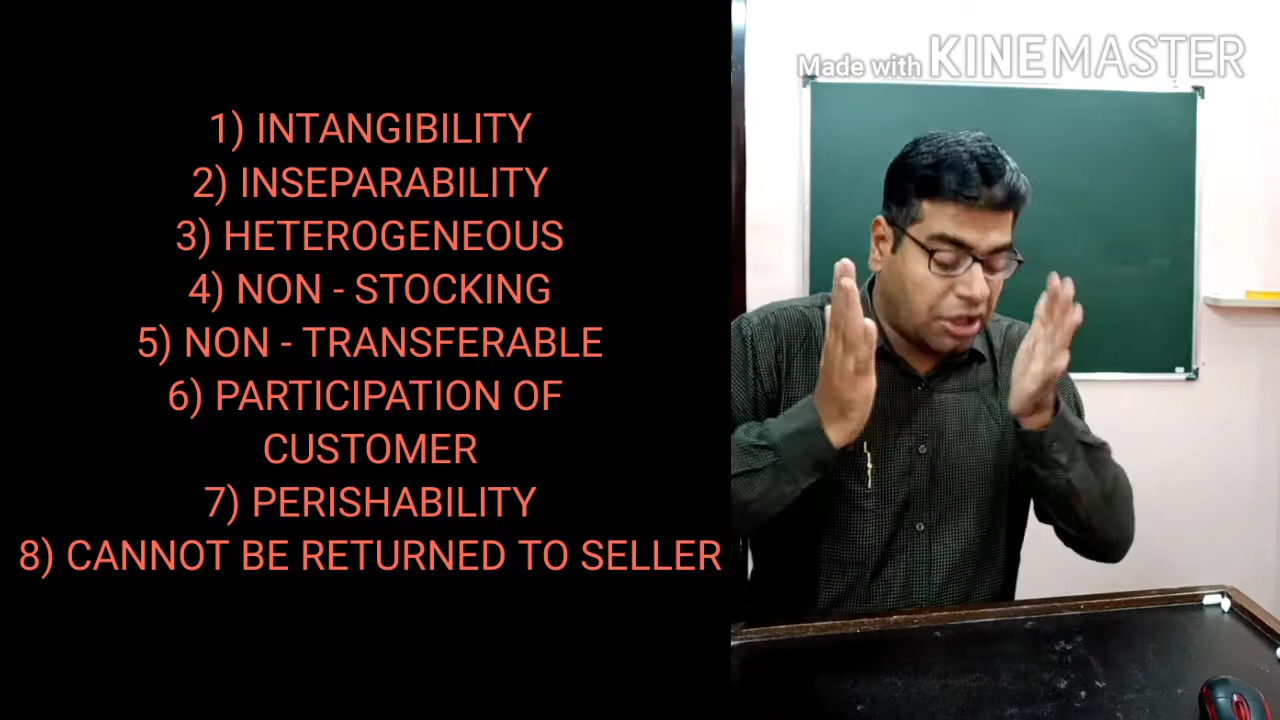 Made with KINEMASTER
1) INTANGIBILITY
2) INSEPARABILITY
3) HETEROGENEOUS
4) NON - STOCKING
5) NON - TRANSFERABLE
6) PARTICIPATION OF
CUSTOMER
7) PERISHABILITY
8) CANNOT BE RETURNED TO SELLER